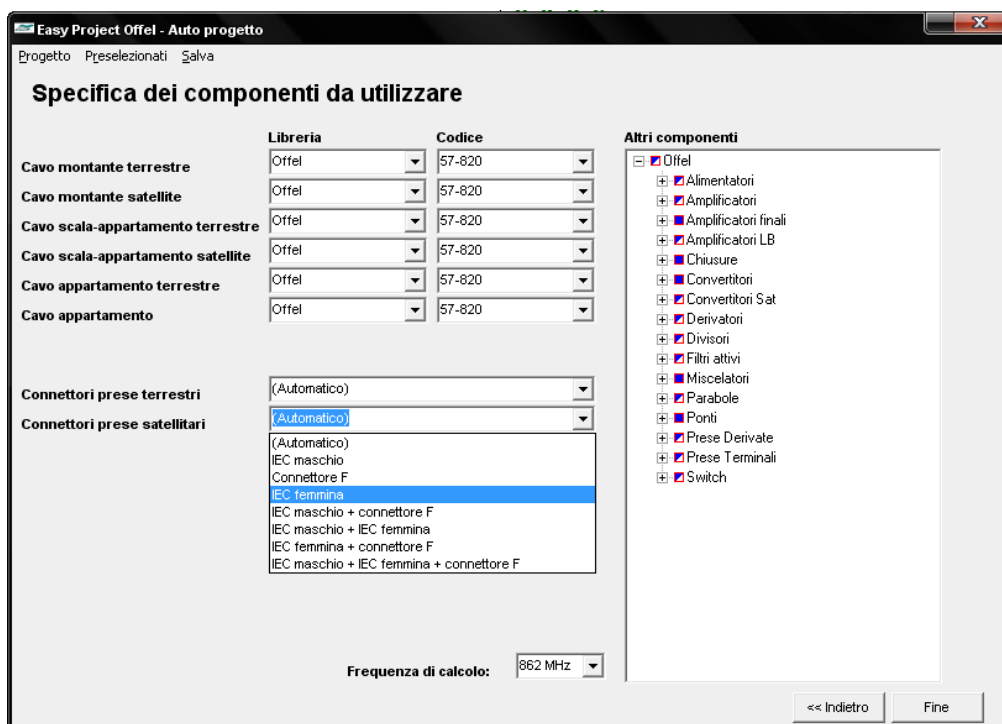 Easy Project Offel - Auto progetto
Progetto Preselezionati Salva
Specifica dei componenti da utilizzare
Libreria Codice Altri componenti
Cavo montante terrestre Offel 57-820
Cavo montante satellite Offel 57-820
Cavo scala-appartamento terrestre Offel 57-820
Cavo scala-appartamento satellite Offel 57-820
Cavo appartamento terrestre Offel 57-820
Cavo appartamento Offel 57-820
Connettori prese terrestri (Automatico)
Connettori prese satellitari (Automatico)
(Automatico)
IEC maschio
Connettore F
IEC femmina
IEC maschio + connettore F
IEC maschio + IEC femmina
IEC femmina + connettore F
IEC maschio + IEC femmina + connettore F
Frequenza di calcolo: 862 MHz
Offel
Alimentatori
Amplificatori
Amplificatori finali
Amplificatori LB
Chiusure
Convertitori
Convertitori Sat
Derivatori
Divisori
Filtri attivi
Miscelatori
Parabole
Ponti
Prese Derivate
Prese Terminali
Switch
<< Indietro Fine